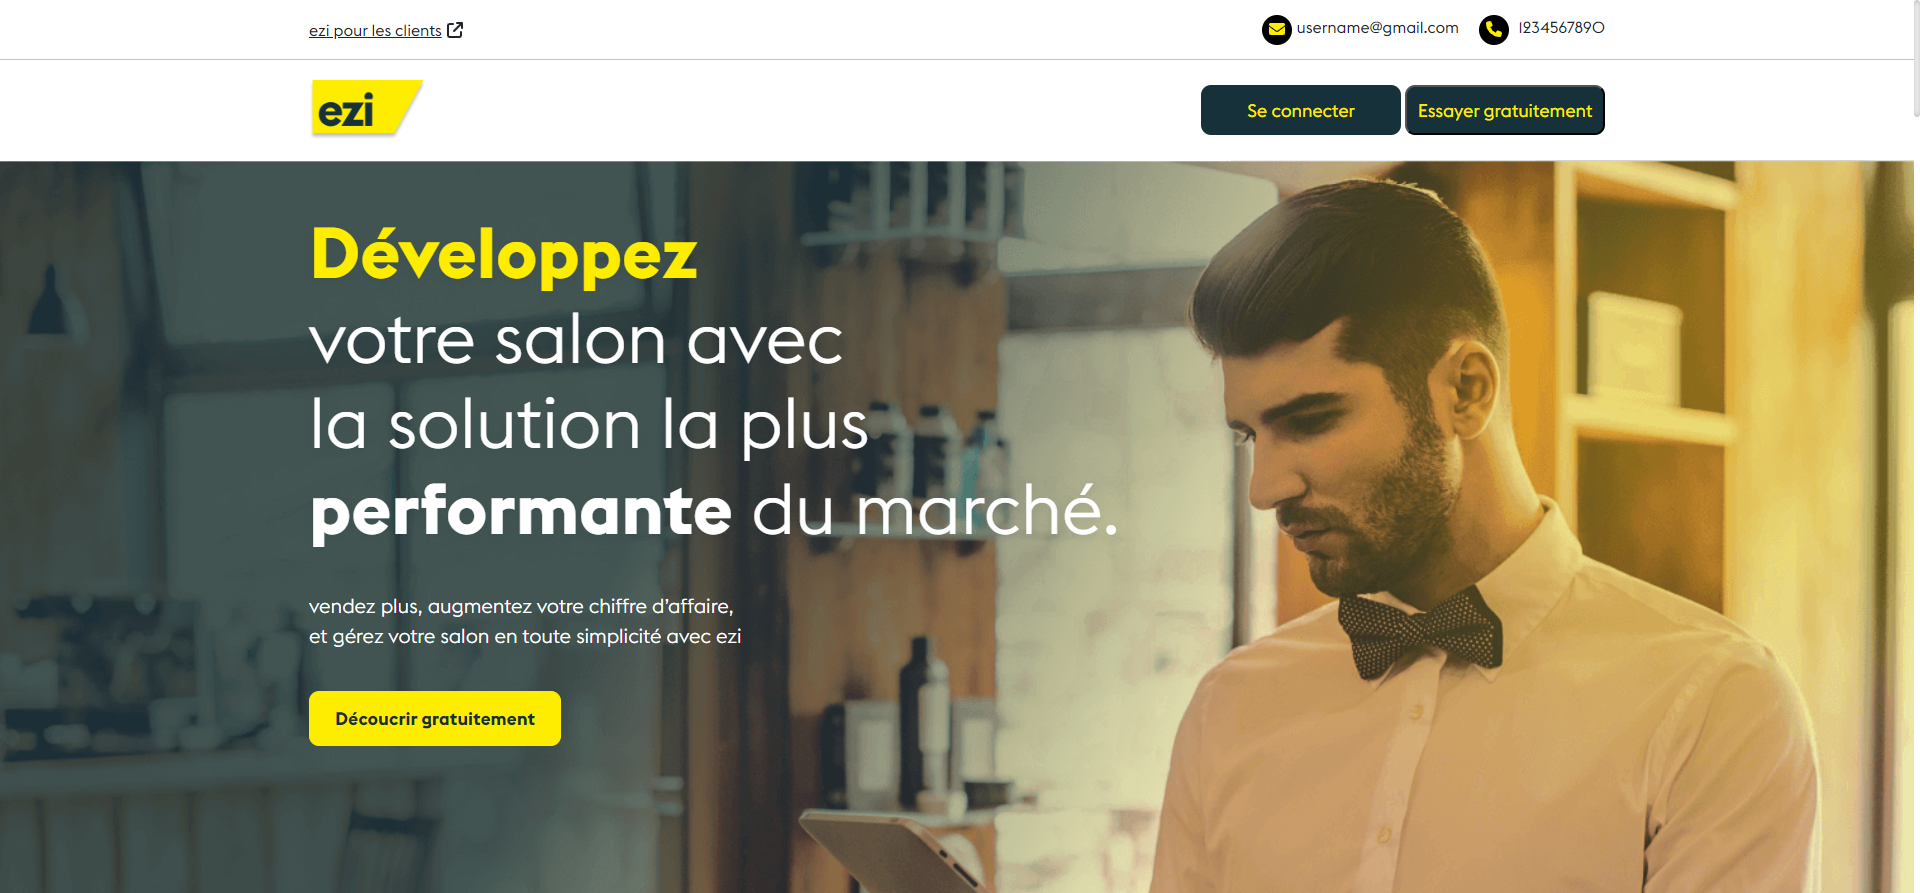 ezi pour les clients
username@gmail.com
1234567890
ezi
Se connecter
Essayer gratuitement
Développez
votre salon avec
la solution la plus
performante du marché.
vendez plus, augmentez votre chiffre d’affaire,
et gérez votre salon en toute simplicité avec ezi
Découcrir gratuitement